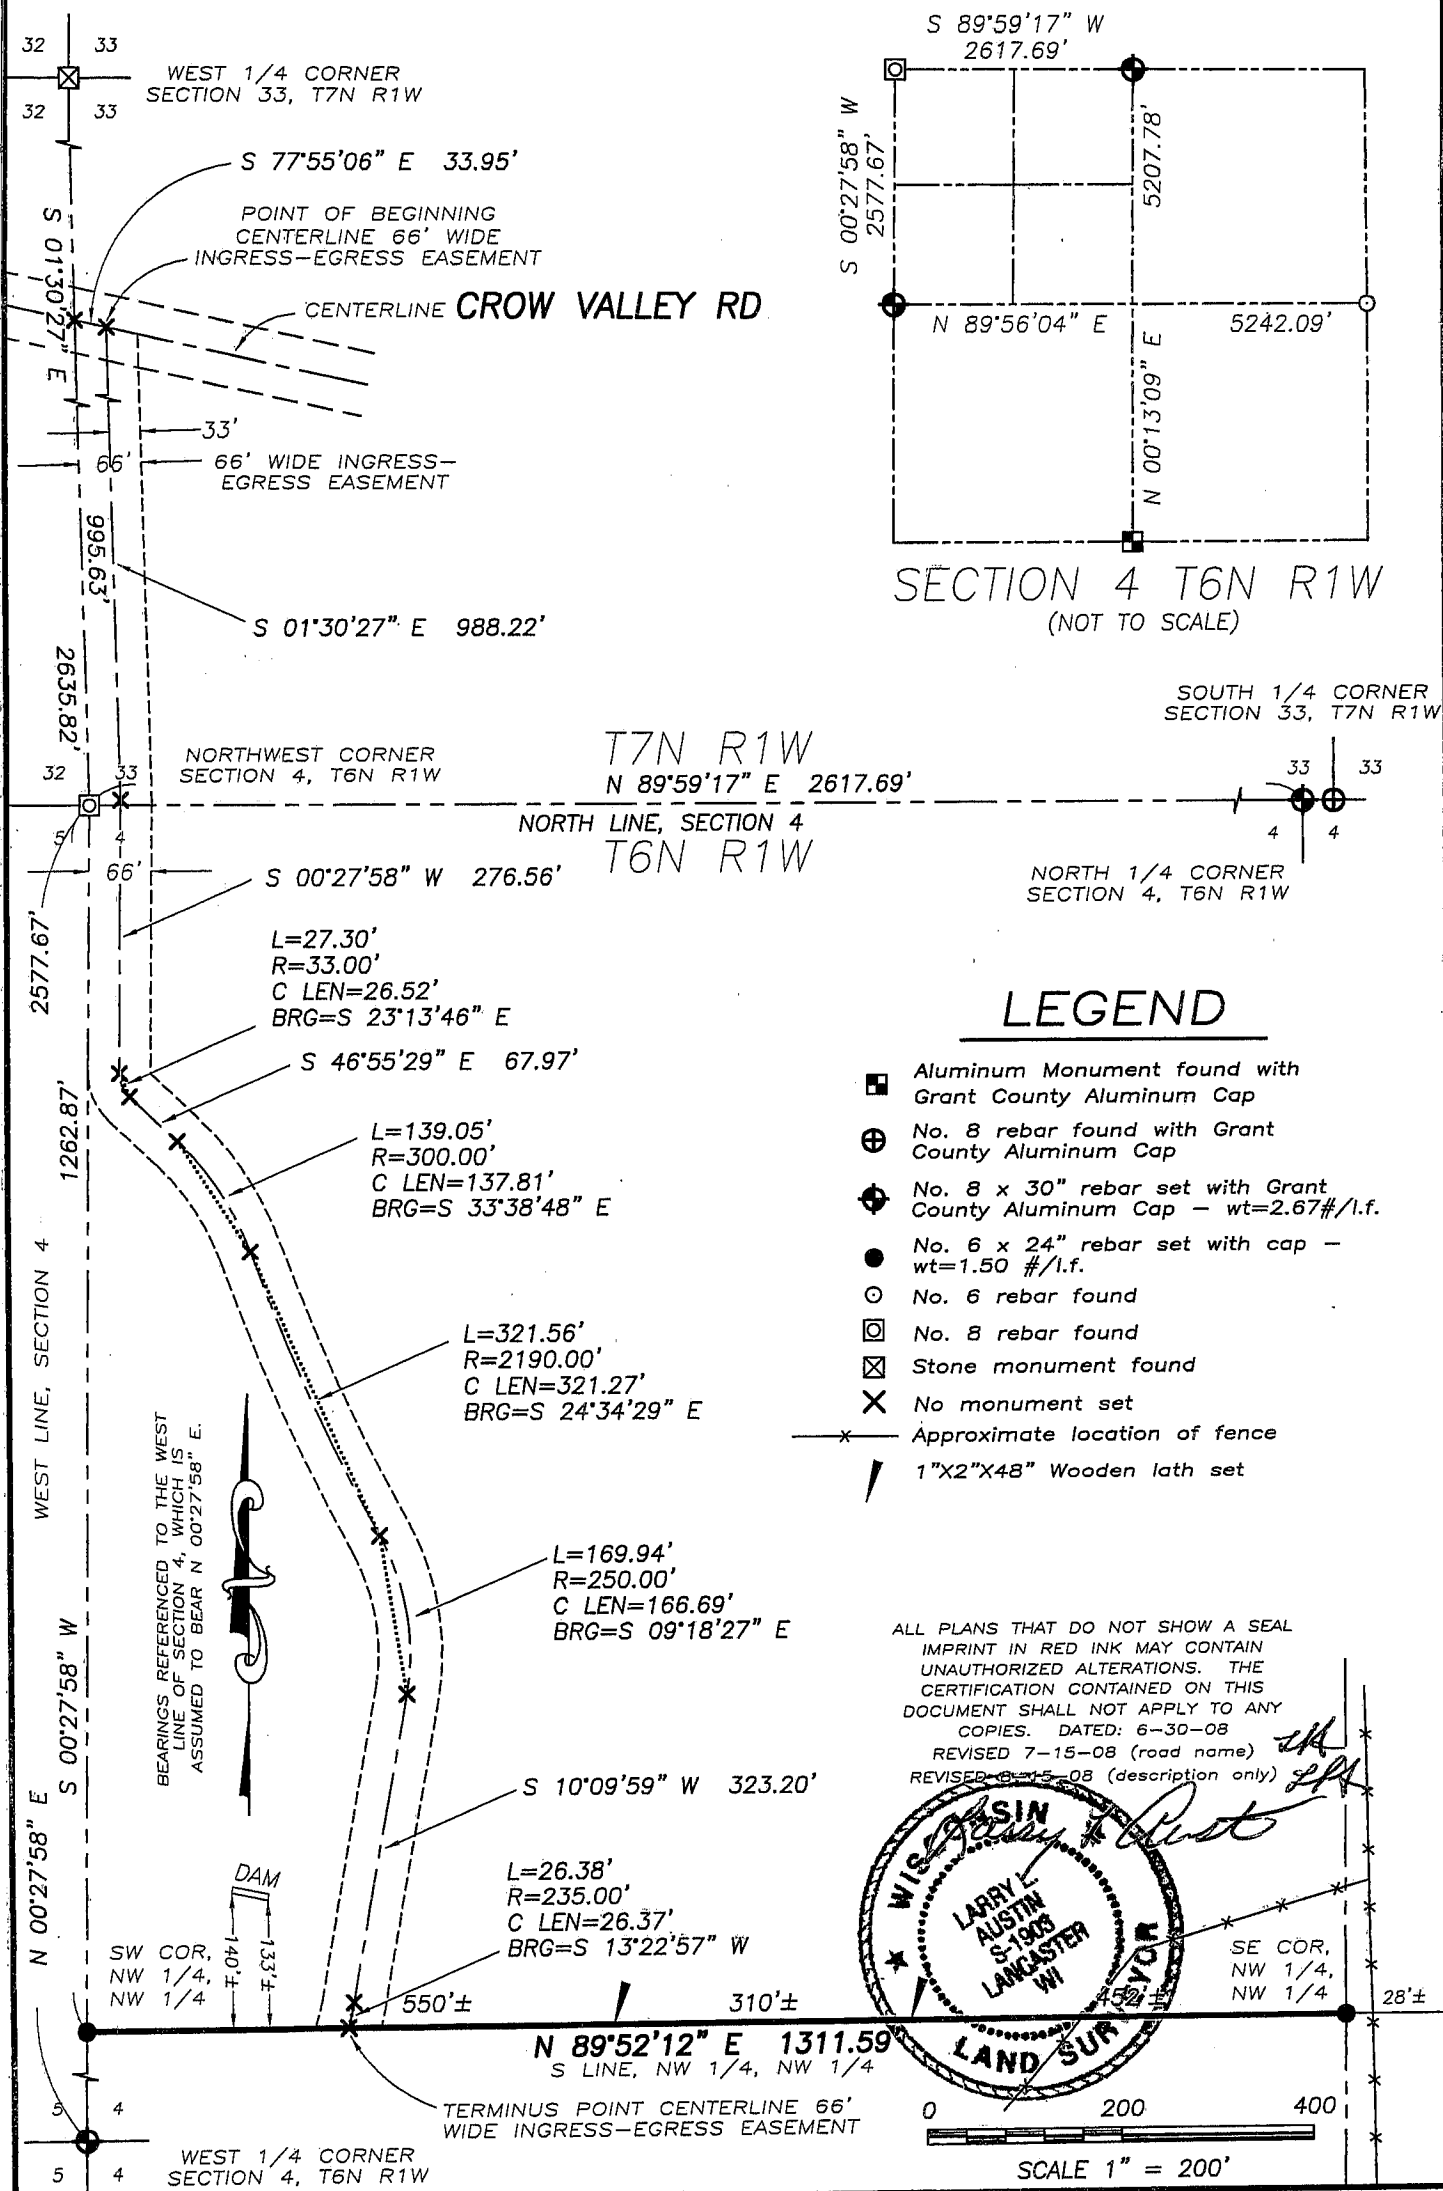 32 33
WEST 1/4 CORNER
SECTION 33, T7N R1W
32 33
S 77°55'06" E 33.95'
POINT OF BEGINNING
CENTERLINE 66' WIDE
INGRESS-EGRESS EASEMENT
S 01°30'27" E
CENTERLINE CROW VALLEY RD
33'
66'
66' WIDE INGRESS-
EGRESS EASEMENT
995.63'
S 01°30'27" E 988.22'
2635.82'
S 89°59'17" W
2617.69'
S 00°27'58" W
2577.67'
5207.78'
N 89°56'04" E 5242.09'
N 00°13'09" E
SECTION 4 T6N R1W
(NOT TO SCALE)
SOUTH 1/4 CORNER
SECTION 33, T7N R1W
NORTHWEST CORNER
SECTION 4, T6N R1W
32 33
T7N R1W
N 89°59'17" E 2617.69'
NORTH LINE, SECTION 4
T6N R1W
33 33
4 4
5 4
NORTH 1/4 CORNER
SECTION 4, T6N R1W
66'
S 00°27'58" W 276.56'
2577.67'
L=27.30'
R=33.00'
C LEN=26.52'
BRG=S 23°13'46" E
S 46°55'29" E 67.97'
1262.87'
L=139.05'
R=300.00'
C LEN=137.81'
BRG=S 33°38'48" E
WEST LINE, SECTION 4
L=321.56'
R=2190.00'
C LEN=321.27'
BRG=S 24°34'29" E
LEGEND
Aluminum Monument found with
Grant County Aluminum Cap
No. 8 rebar found with Grant
County Aluminum Cap
No. 8 x 30" rebar set with Grant
County Aluminum Cap - wt=2.67#/l.f.
No. 6 x 24" rebar set with cap -
wt=1.50 #/l.f.
No. 6 rebar found
No. 8 rebar found
Stone monument found
No monument set
Approximate location of fence
1"X2"X48" Wooden lath set
BEARINGS REFERENCED TO THE WEST
LINE OF SECTION 4, WHICH IS
ASSUMED TO BEAR N 00°27'58" E.
L=169.94'
R=250.00'
C LEN=166.69'
BRG=S 09°18'27" E
S 00°27'58" W
N 00°27'58" E
S 10°09'59" W 323.20'
L=26.38'
R=235.00'
C LEN=26.37'
BRG=S 13°22'57" W
ALL PLANS THAT DO NOT SHOW A SEAL
IMPRINT IN RED INK MAY CONTAIN
UNAUTHORIZED ALTERATIONS. THE
CERTIFICATION CONTAINED ON THIS
DOCUMENT SHALL NOT APPLY TO ANY
COPIES. DATED: 6-30-08
REVISED 7-15-08 (road name)
REVISED 8-15-08 (description only)
WISCONSIN
LARRY L.
AUSTIN
S-1903
LANCASTER
WI
LAND SURVEYOR
DAM
140'±
133'±
SW COR,
NW 1/4,
NW 1/4
SE COR,
NW 1/4,
NW 1/4
550'± 310'± 452'± 28'±
N 89°52'12" E 1311.59
S LINE, NW 1/4, NW 1/4
TERMINUS POINT CENTERLINE 66'
WIDE INGRESS-EGRESS EASEMENT
5 4
WEST 1/4 CORNER
SECTION 4, T6N R1W
5 4
0 200 400
SCALE 1" = 200'